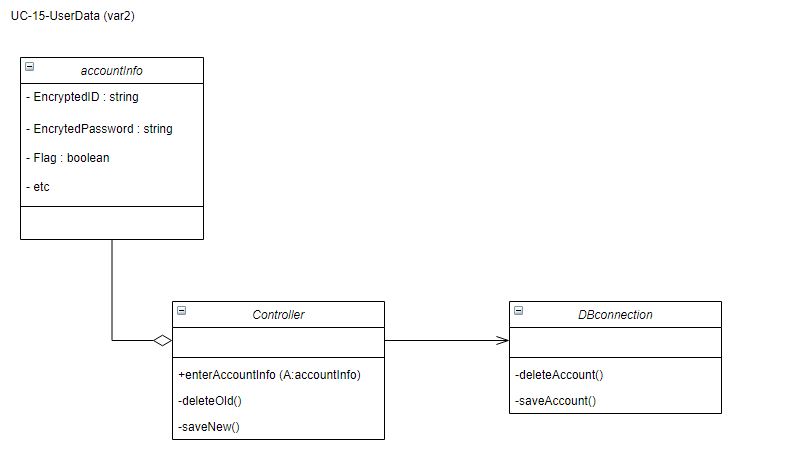 UC-15-UserData (var2)
accountInfo
- EncryptedID : string
- EncrytedPassword : string
- Flag : boolean
- etc
Controller
+enterAccountInfo (A:accountInfo)
-deleteOld()
-saveNew()
DBconnection
-deleteAccount()
-saveAccount()